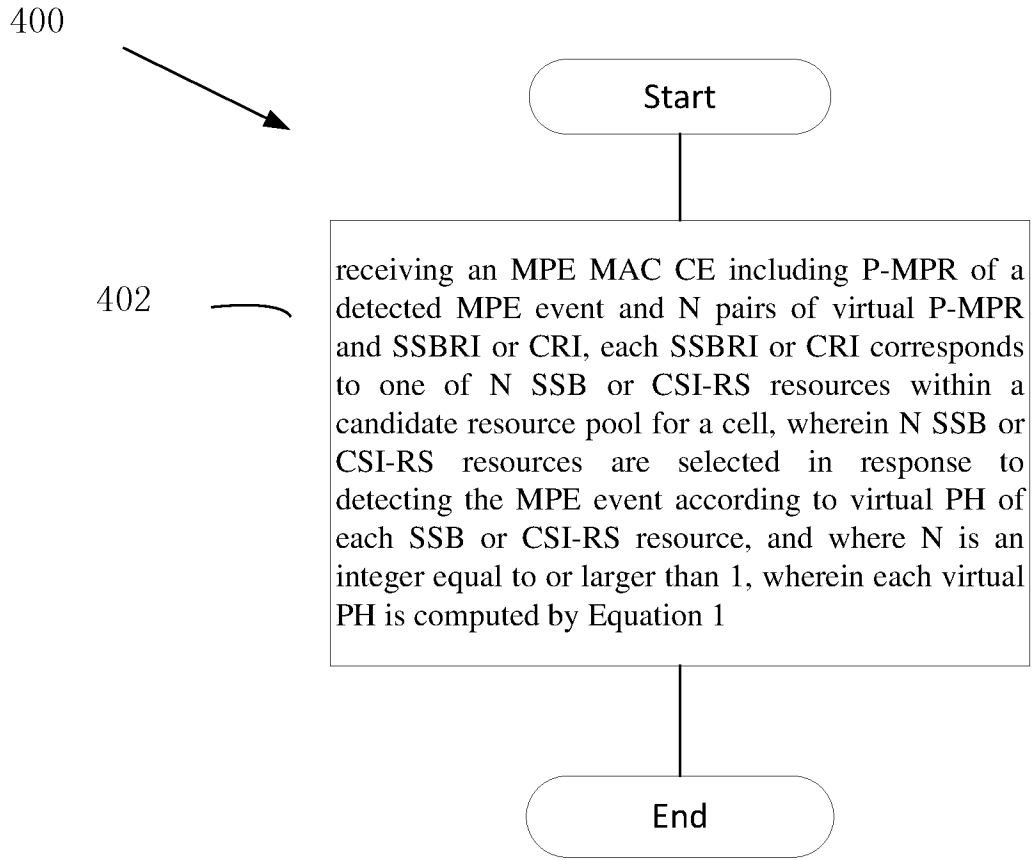 400
Start
402
receiving an MPE MAC CE including P-MPR of a
detected MPE event and N pairs of virtual P-MPR
and SSBRI or CRI, each SSBRI or CRI corresponds
to one of N SSB or CSI-RS resources within a
candidate resource pool for a cell, wherein N SSB or
CSI-RS resources are selected in response to
detecting the MPE event according to virtual PH of
each SSB or CSI-RS resource, and where N is an
integer equal to or larger than 1, wherein each virtual
PH is computed by Equation 1
End